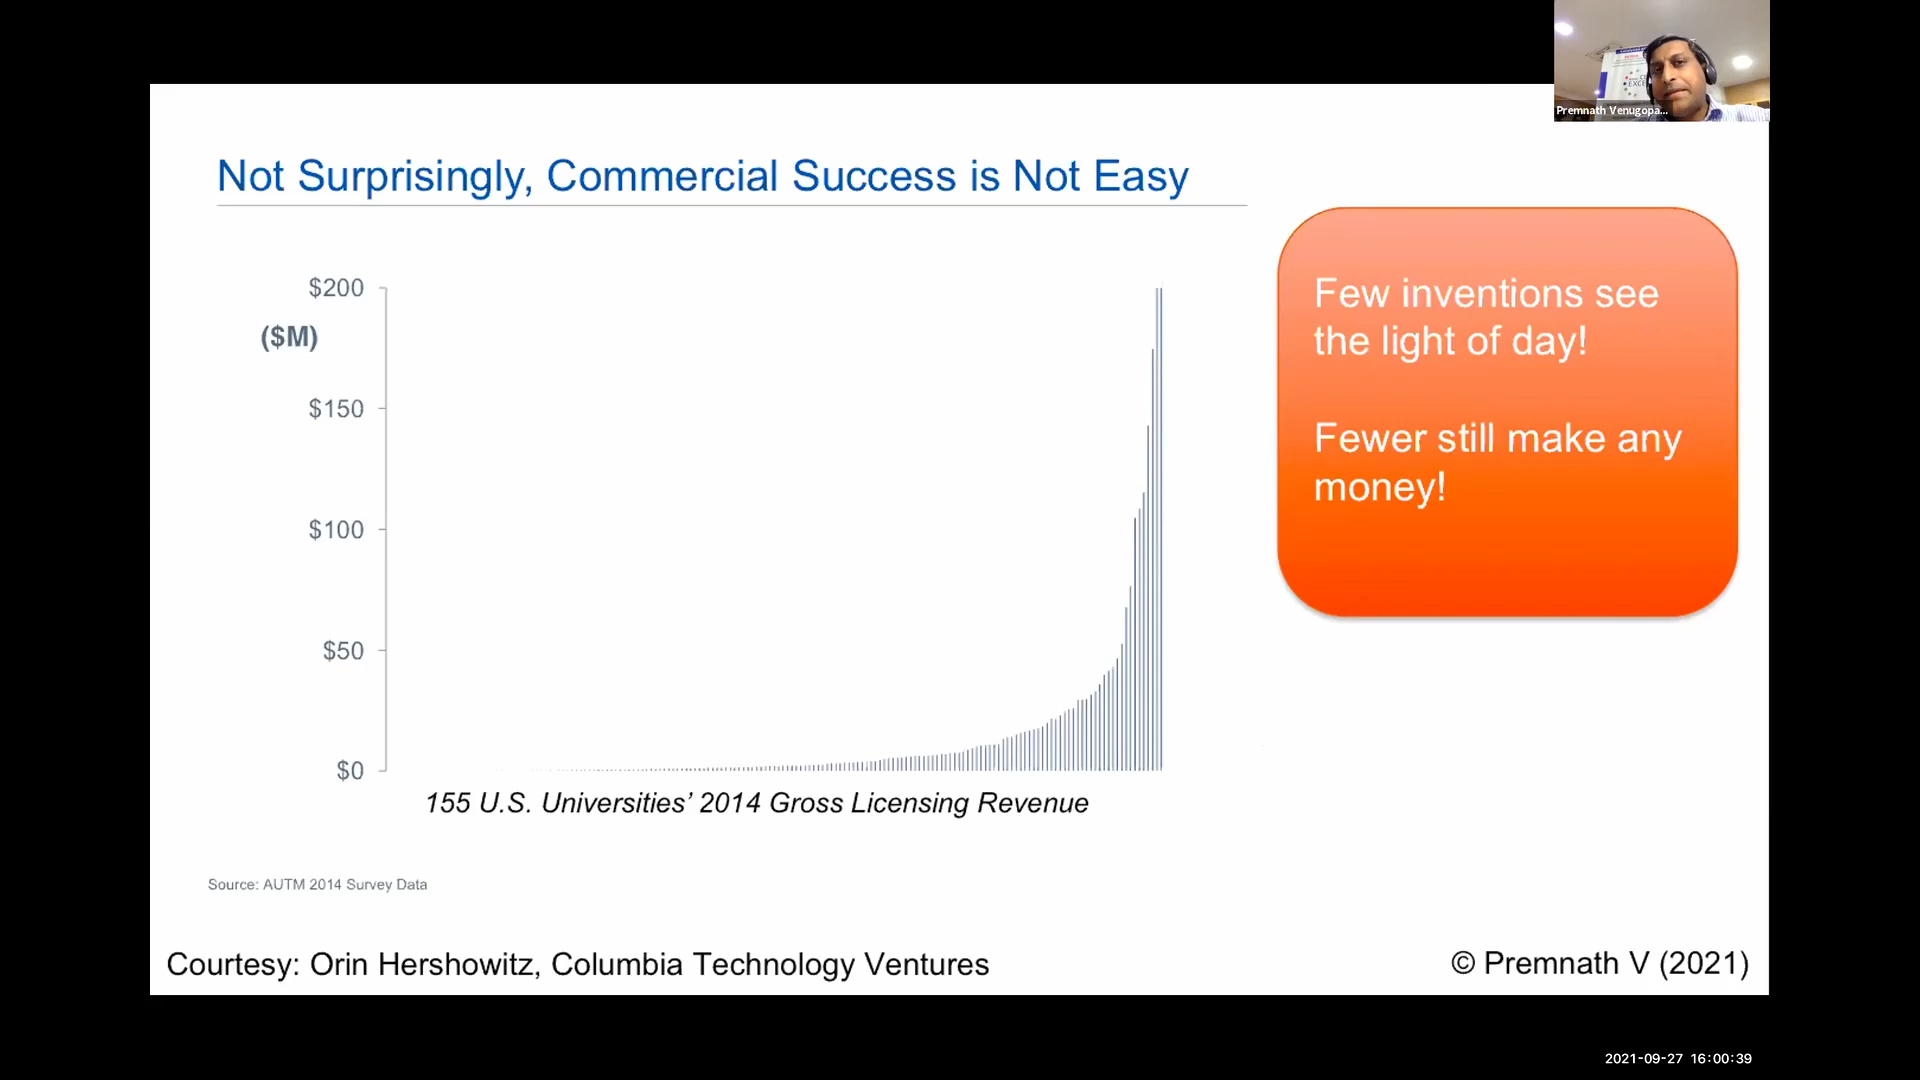 Premnath Venugopa...
Not Surprisingly, Commercial Success is Not Easy
$200
($M)
$150
$100
$50
$0
155 U.S. Universities’ 2014 Gross Licensing Revenue
Few inventions see
the light of day!
Fewer still make any
money!
Source: AUTM 2014 Survey Data
Courtesy: Orin Hershowitz, Columbia Technology Ventures
© Premnath V (2021)
2021-09-27 16:00:39